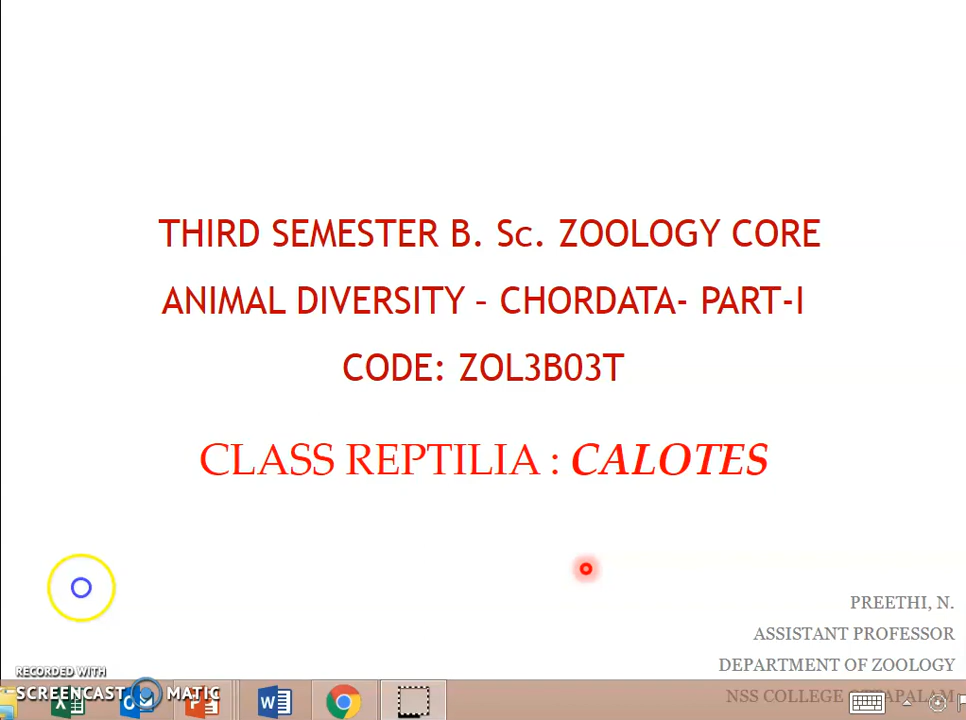 THIRD SEMESTER B. Sc. ZOOLOGY CORE
ANIMAL DIVERSITY – CHORDATA- PART-I
CODE: ZOL3B03T
CLASS REPTILIA : CALOTES
PREETHI, N.
ASSISTANT PROFESSOR
DEPARTMENT OF ZOOLOGY
NSS COLLEGE
RECORDED WITH
SCREENCAST MATIC